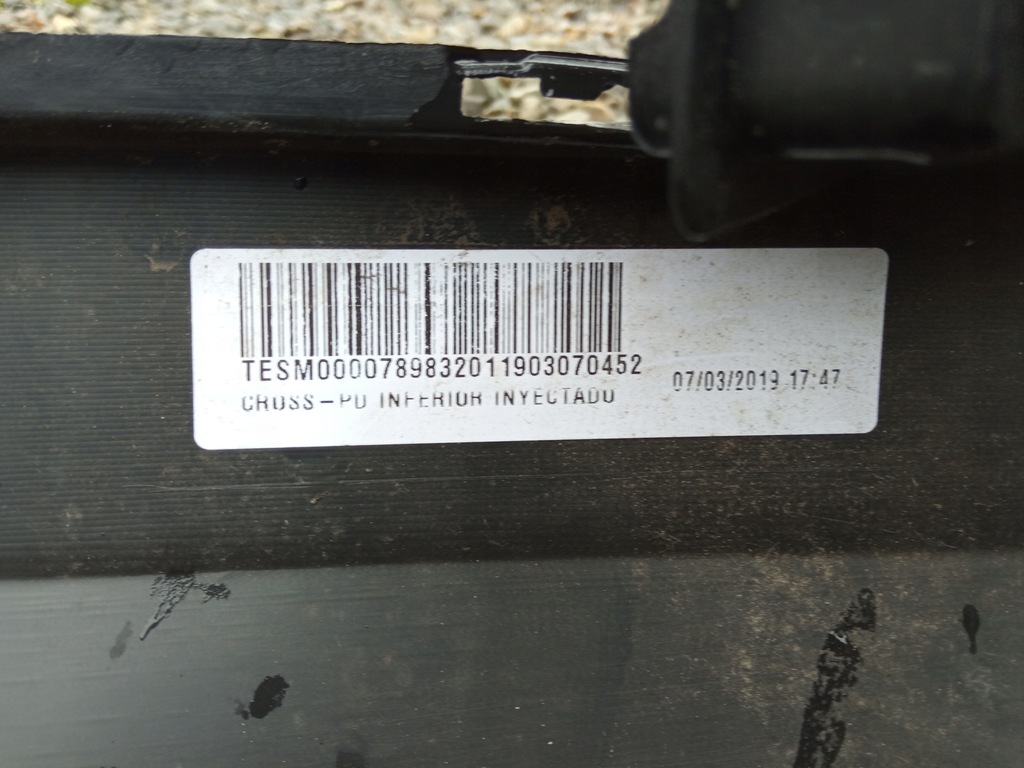 TESM0000789832011903070452
07/03/2019 17:47
CROSS-PD INFERIOR INYECTADO